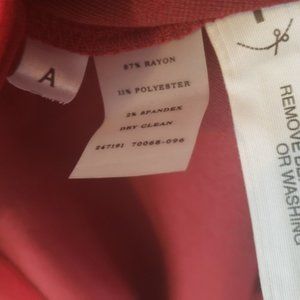 A
87% RAYON
11% POLYESTER
2% SPANDEX
DRY CLEAN
247191 70068-096
REMOVE
OR WASHING